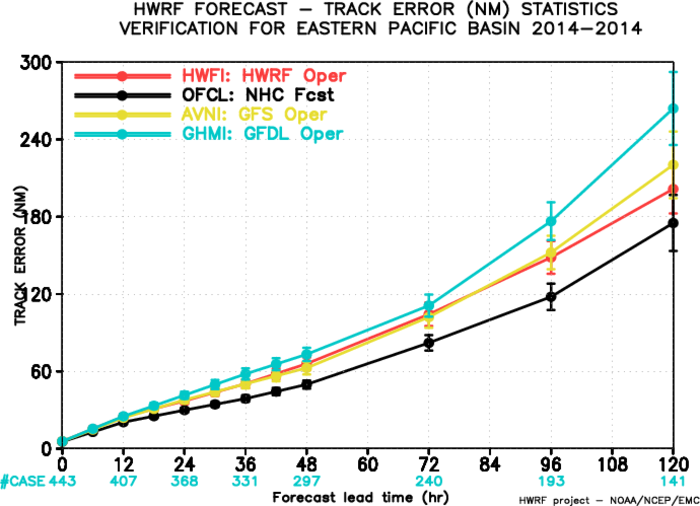 HWRF FORECAST – TRACK ERROR (NM) STATISTICS
VERIFICATION FOR EASTERN PACIFIC BASIN 2014–2014
HWFI: HWRF Oper
OFCL: NHC Fcst
AVNI: GFS Oper
GHMI: GFDL Oper
TRACK ERROR (NM)
300
240
180
120
60
0
0 12 24 36 48 60 72 84 96 108 120
#CASE 443 407 368 331 297 240 193 141
Forecast lead time (hr)
HWRF project – NOAA/NCEP/EMC